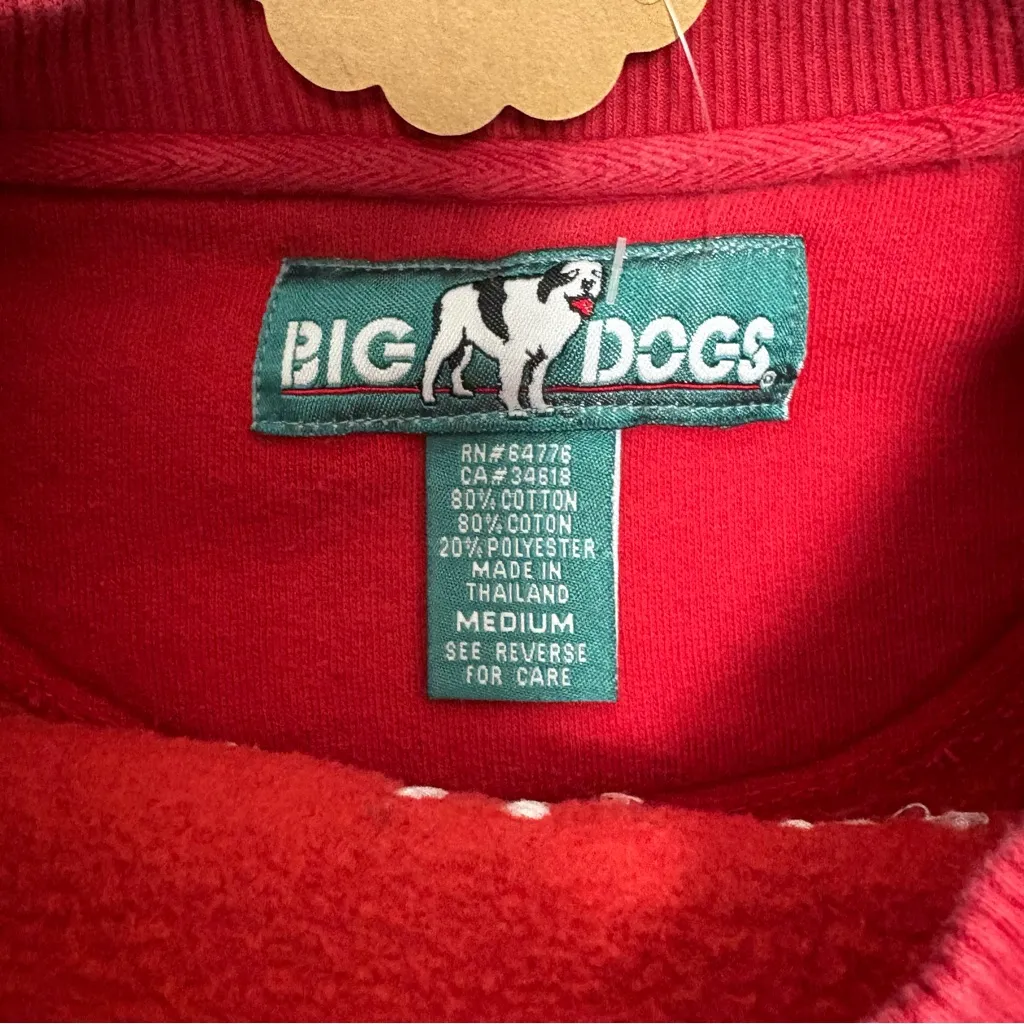 BIG DOGS®
RN#64776
CA#34618
80% COTTON
80% COTON
20% POLYESTER
MADE IN
THAILAND
MEDIUM
SEE REVERSE
FOR CARE